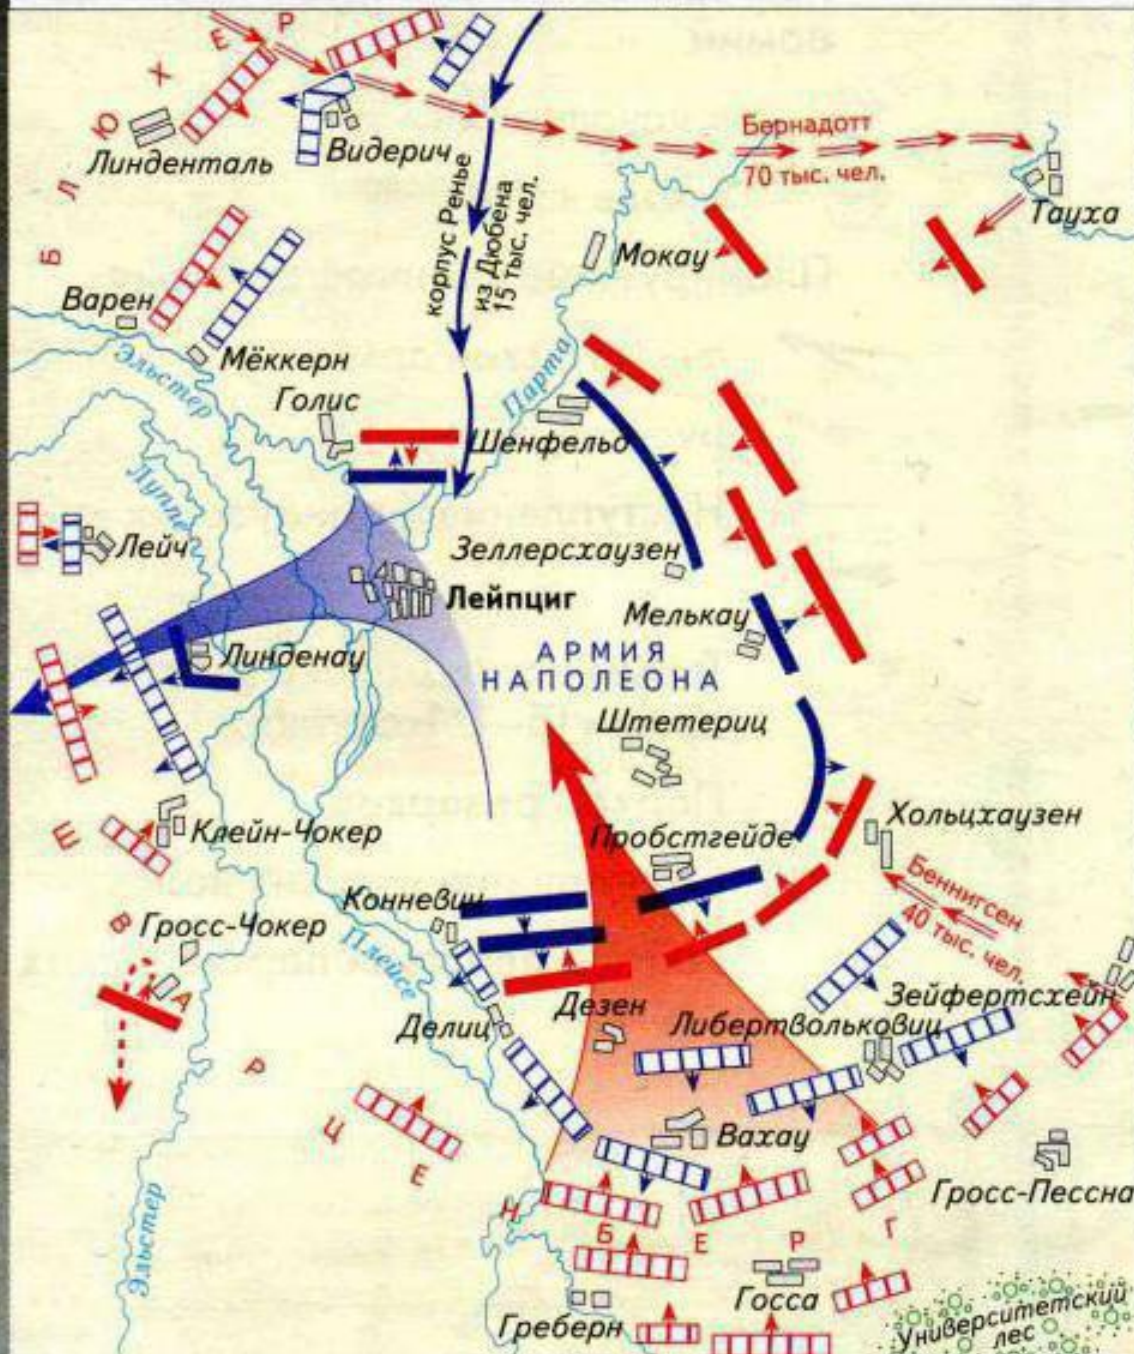 БЛЮХЕР
Линденталь
Видерич
Бернадотт
70 тыс. чел.
Тауха
корпус Ренье
из Дюбена
15 тыс. чел.
Мокау
Варен
Эльстер
Мёккерн
Голис
Парта
Шенфельд
Луппе
Лейч
Зеллерсхаузен
Лейпциг
Мелькау
Линденау
АРМИЯ
НАПОЛЕОНА
Штетериц
Клейн-Чокер
Пробстгейде
Хольцхаузен
Конневиц
Беннигсен
40 тыс. чел.
Гросс-Чокер
Плейсе
Зейфертсхейн
Дезен
Делиц
Либертвольковиц
ШВАРЦЕНБЕРГ
Вахау
Гросс-Пессна
Эльстер
Госса
Греберн
Университетский
лес